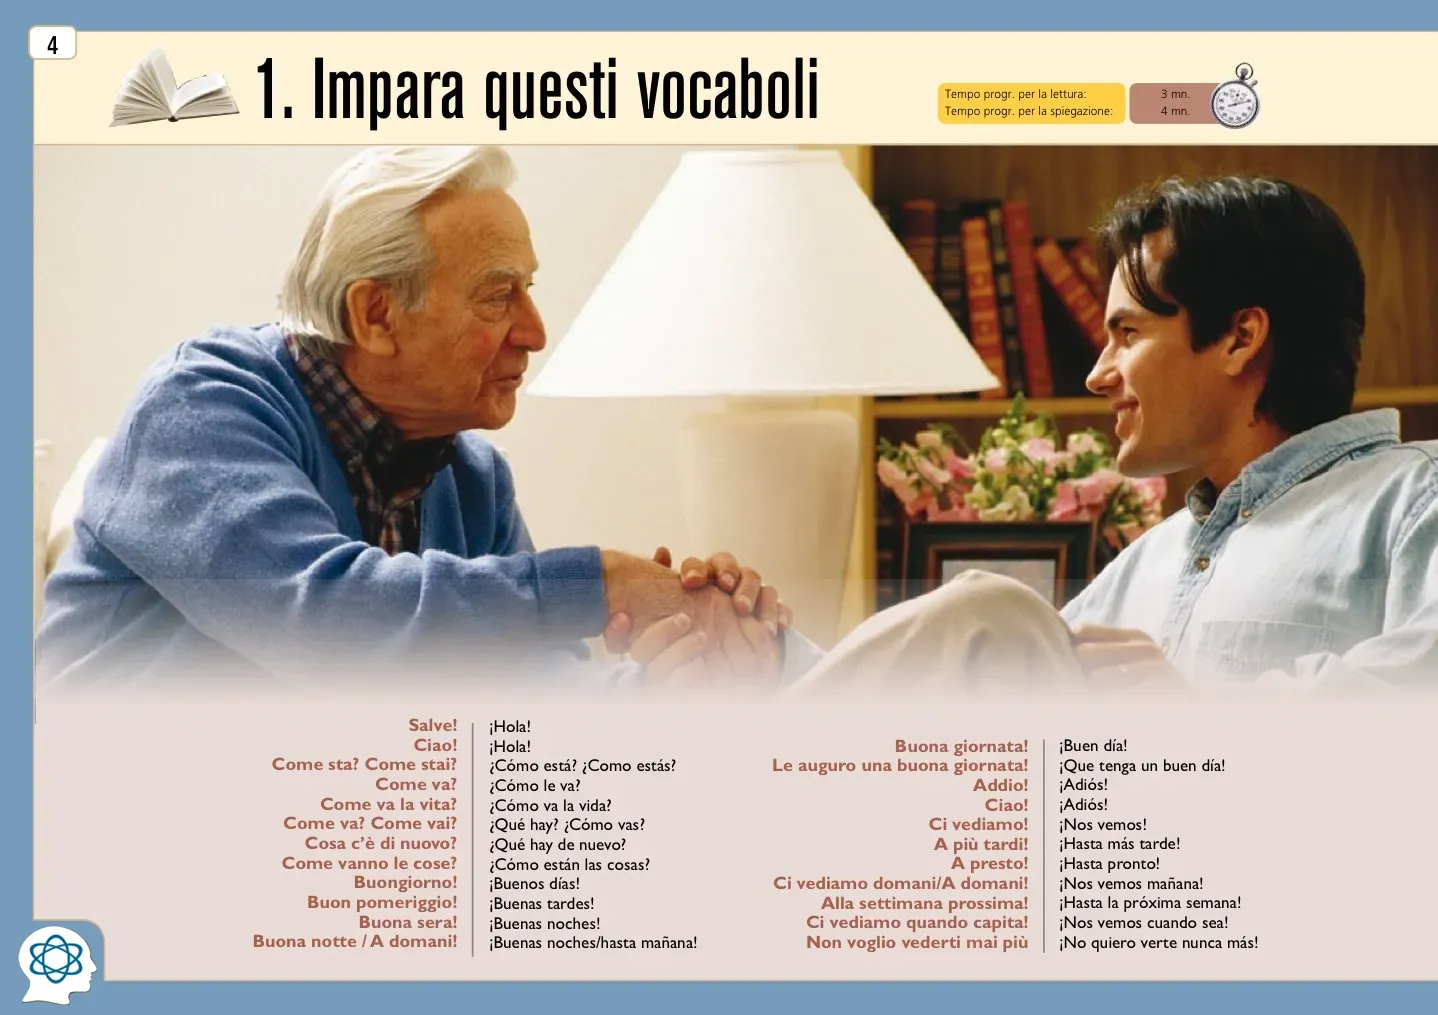 4
1. Impara questi vocaboli
Tempo progr. per la lettura: 3 mn.
Tempo progr. per la spiegazione: 4 mn.
Salve! ¡Hola!
Ciao! ¡Hola!
Come sta? Come stai? ¿Cómo está? ¿Como estás?
Come va? ¿Cómo le va?
Come va la vita? ¿Cómo va la vida?
Come va? Come vai? ¿Qué hay? ¿Cómo vas?
Cosa c’è di nuovo? ¿Qué hay de nuevo?
Come vanno le cose? ¿Cómo están las cosas?
Buongiorno! ¡Buenos días!
Buon pomeriggio! ¡Buenas tardes!
Buona sera! ¡Buenas noches!
Buona notte / A domani! ¡Buenas noches/hasta mañana!
Buona giornata! ¡Buen día!
Le auguro una buona giornata! ¡Que tenga un buen día!
Addio! ¡Adiós!
Ciao! ¡Adiós!
Ci vediamo! ¡Nos vemos!
A più tardi! ¡Hasta más tarde!
A presto! ¡Hasta pronto!
Ci vediamo domani/A domani! ¡Nos vemos mañana!
Alla settimana prossima! ¡Hasta la próxima semana!
Ci vediamo quando capita! ¡Nos vemos cuando sea!
Non voglio vederti mai più ¡No quiero verte nunca más!